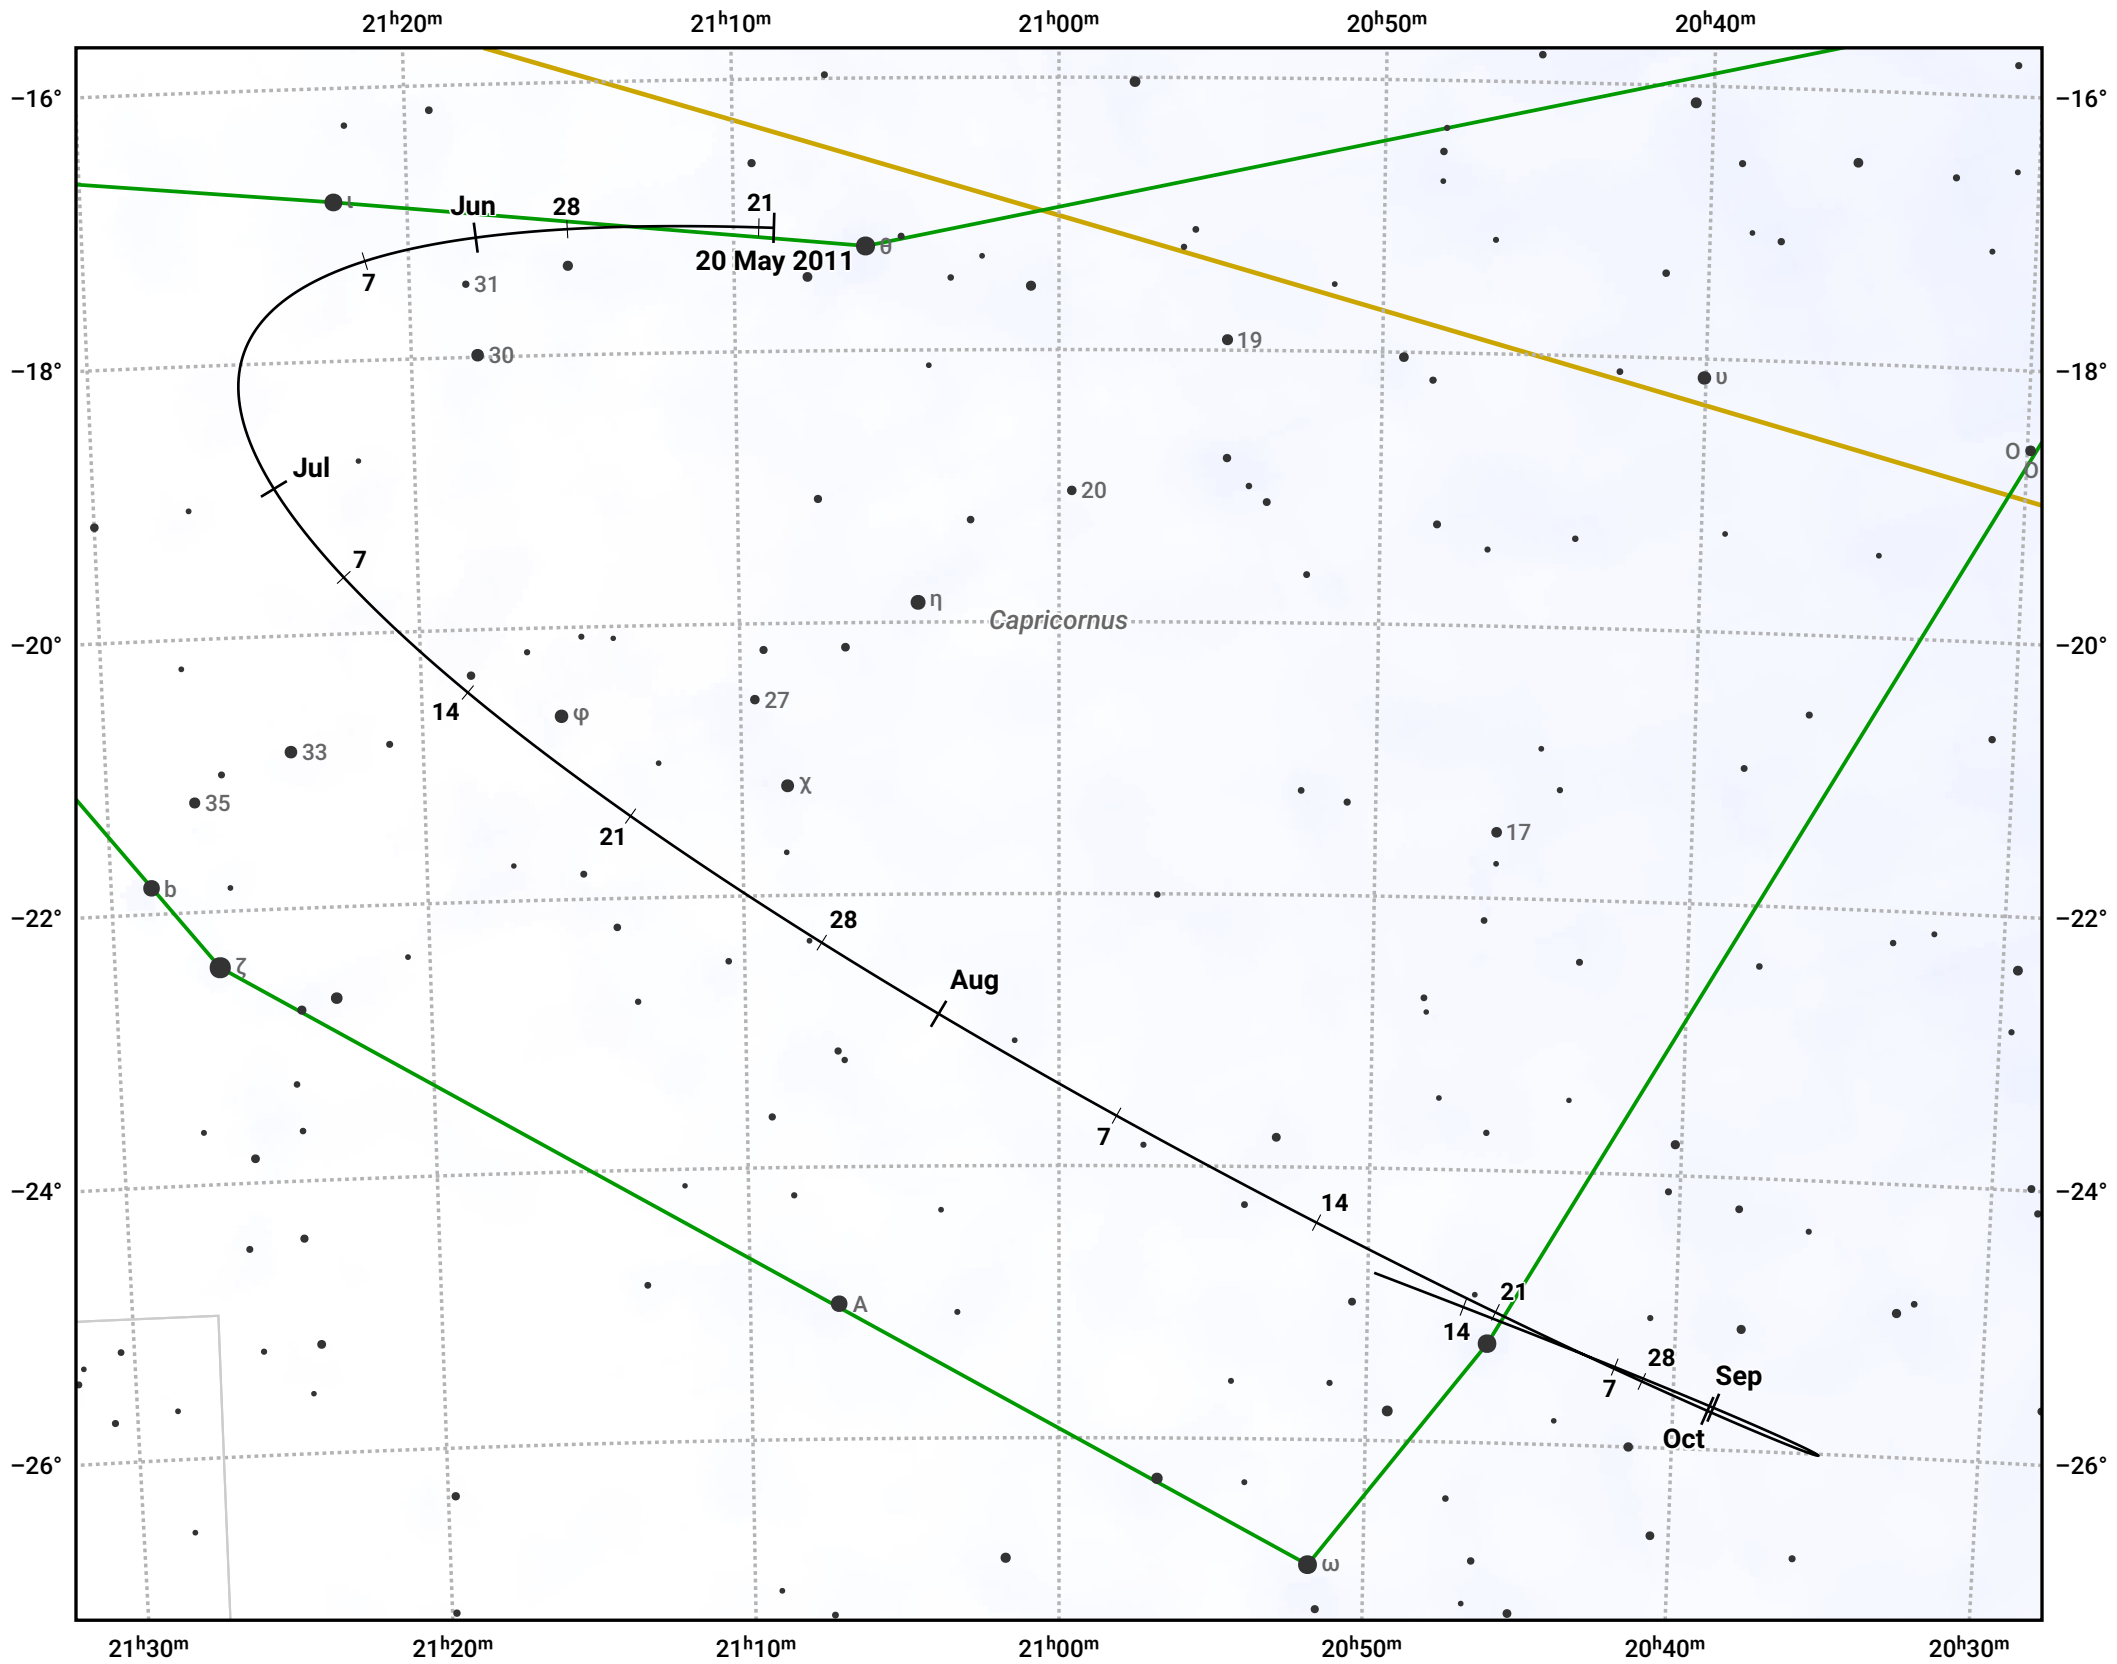 21ʰ20ᵐ 21ʰ10ᵐ 21ʰ00ᵐ 20ʰ50ᵐ 20ʰ40ᵐ
−16° −16°
ι Jun 28 21
θ
20 May 2011
7 31
19
30
−18° −18°
υ
Jul
ο
ο
20
7
η
Capricornus
−20° −20°
27
14 φ
33
χ
35
21 17
b
−22° 28 −22°
ζ
Aug
7
−24° −24°
14
A 21
14
28
7 Sep
Oct
−26° −26°
ω
21ʰ30ᵐ 21ʰ20ᵐ 21ʰ10ᵐ 21ʰ00ᵐ 20ʰ50ᵐ 20ʰ40ᵐ 20ʰ30ᵐ